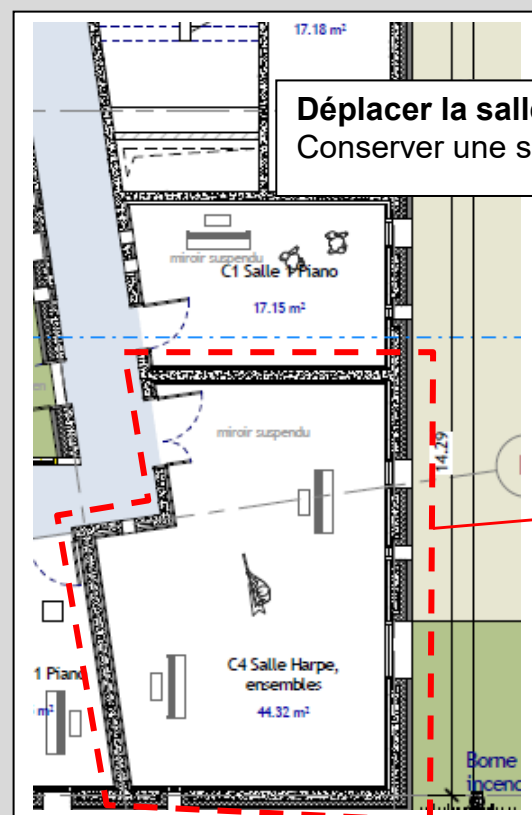 17.18 m²
Déplacer la salle
Conserver une s
miroir suspendu
C1 Salle 1 Piano
17.15 m²
miroir suspendu
14.29
1 Piano
m²
C4 Salle Harpe,
ensembles
44.32 m²
Borne
incend